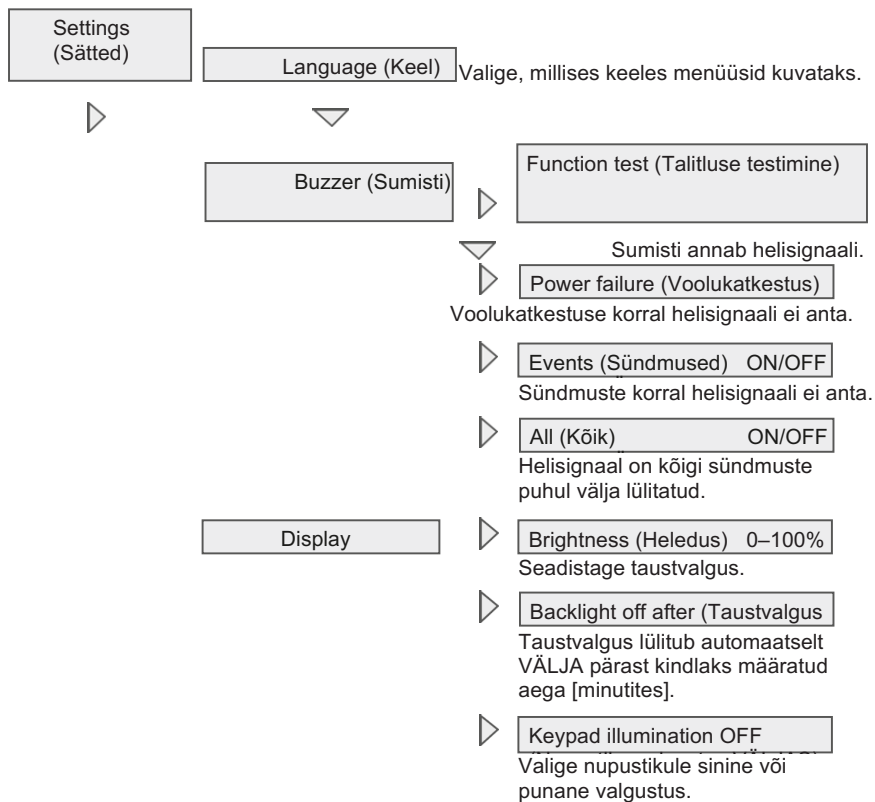 Settings
(Sätted)
Language (Keel)
Valige, millises keeles menüüsid kuvataks.
Buzzer (Sumisti)
Function test (Talitluse testimine)
Sumisti annab helisignaali.
Power failure (Voolukatkestus)
Voolukatkestuse korral helisignaali ei anta.
Events (Sündmused) ON/OFF
Sündmuste korral helisignaali ei anta.
All (Kõik) ON/OFF
Helisignaal on kõigi sündmuste
puhul välja lülitatud.
Display
Brightness (Heledus) 0–100%
Seadistage taustvalgus.
Backlight off after (Taustvalgus
Taustvalgus lülitub automaatselt
VÄLJA pärast kindlaks määratud
aega [minutites].
Keypad illumination OFF
Valige nupustikule sinine või
punane valgustus.